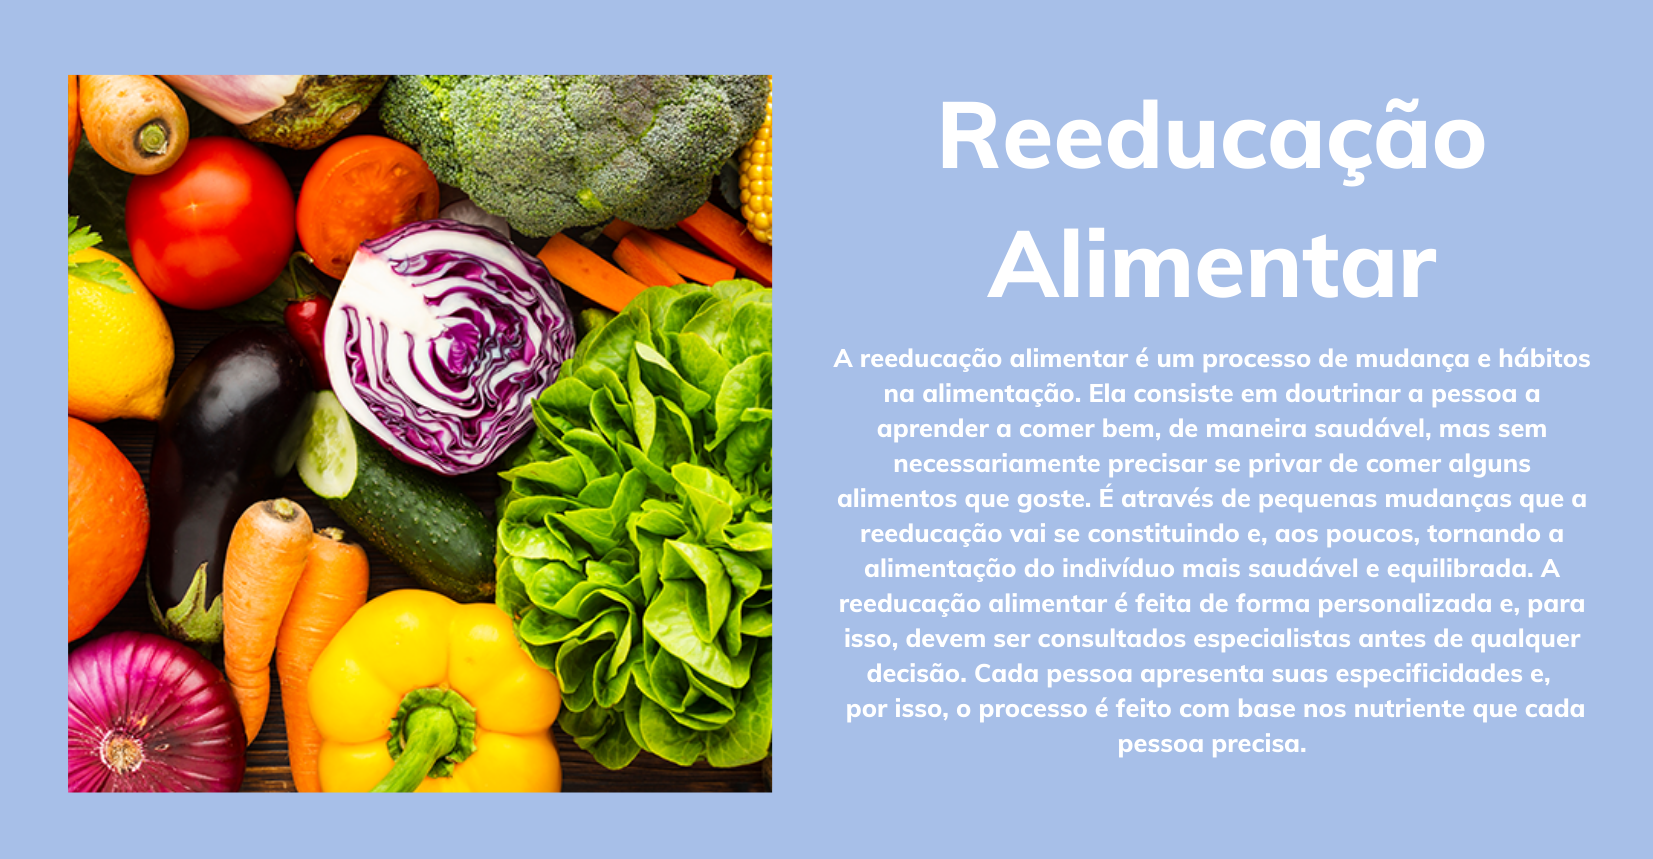 Reeducação
Alimentar
A reeducação alimentar é um processo de mudança e hábitos
na alimentação. Ela consiste em doutrinar a pessoa a
aprender a comer bem, de maneira saudável, mas sem
necessariamente precisar se privar de comer alguns
alimentos que goste. É através de pequenas mudanças que a
reeducação vai se constituindo e, aos poucos, tornando a
alimentação do indivíduo mais saudável e equilibrada. A
reeducação alimentar é feita de forma personalizada e, para
isso, devem ser consultados especialistas antes de qualquer
decisão. Cada pessoa apresenta suas especificidades e,
por isso, o processo é feito com base nos nutriente que cada
pessoa precisa.